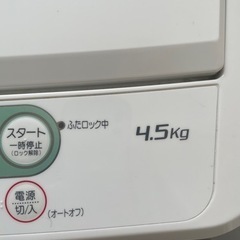 ふたロック中
スタート
一時停止
(ロック解除)
4.5Kg
電源
切/入
(オートオフ)